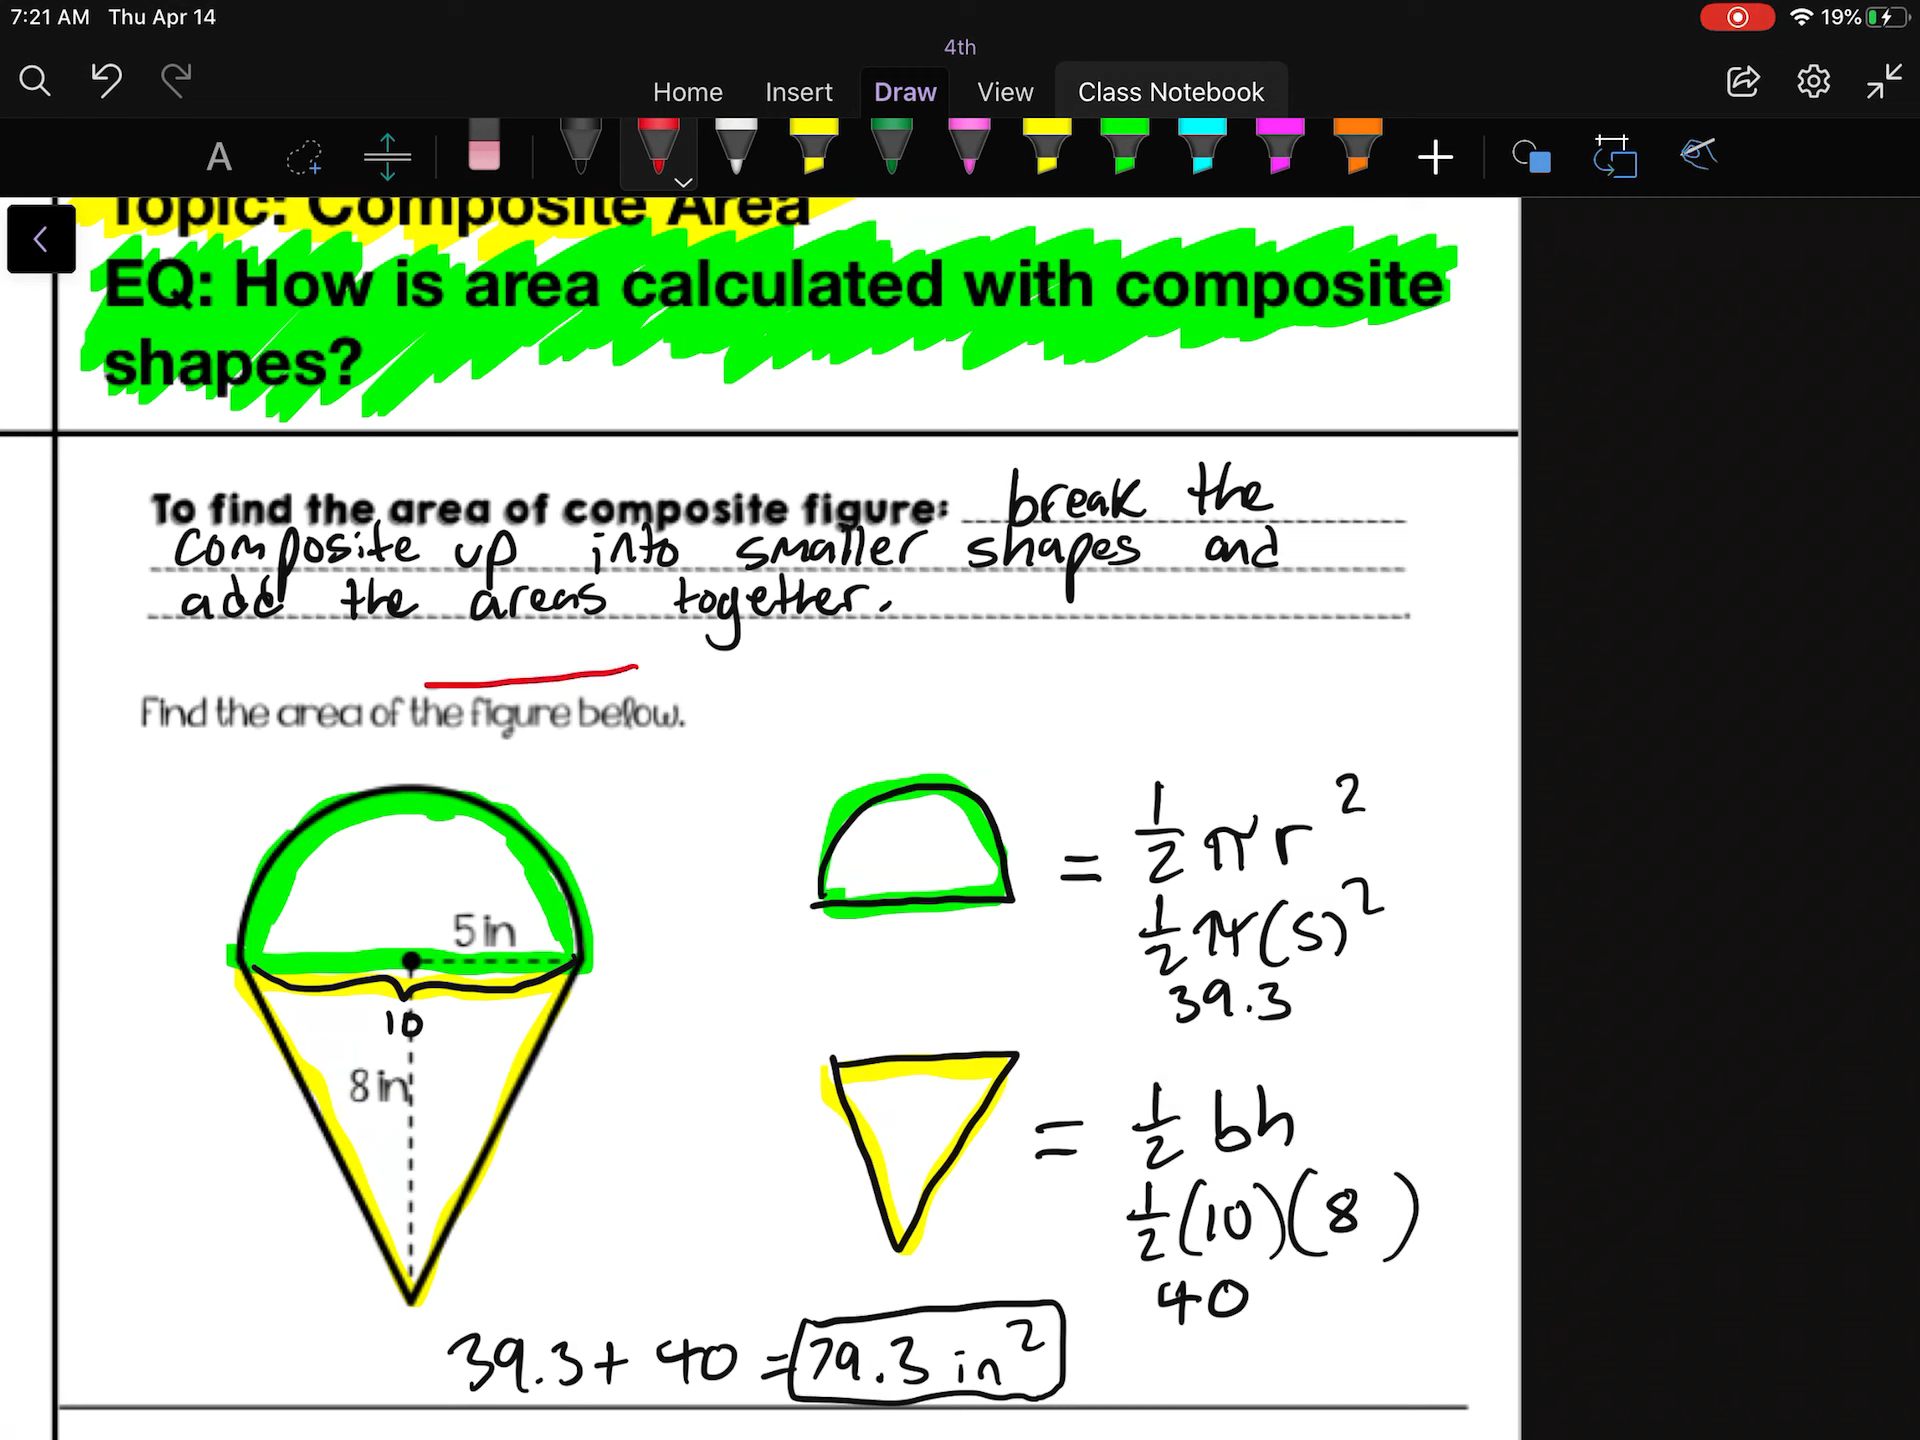 7:21 AM Thu Apr 14
19%
4th
Home Insert Draw View Class Notebook
A
Topic: Composite Area
EQ: How is area calculated with composite
shapes?
To find the area of composite figure: break the
composite up into smaller shapes and
add the areas together.
Find the area of the figure below.
5 in
10
8 in
= 1/2 πr²
1/2 π(5)²
39.3
= 1/2 bh
1/2 (10)(8)
40
39.3 + 40 = 79.3 in²